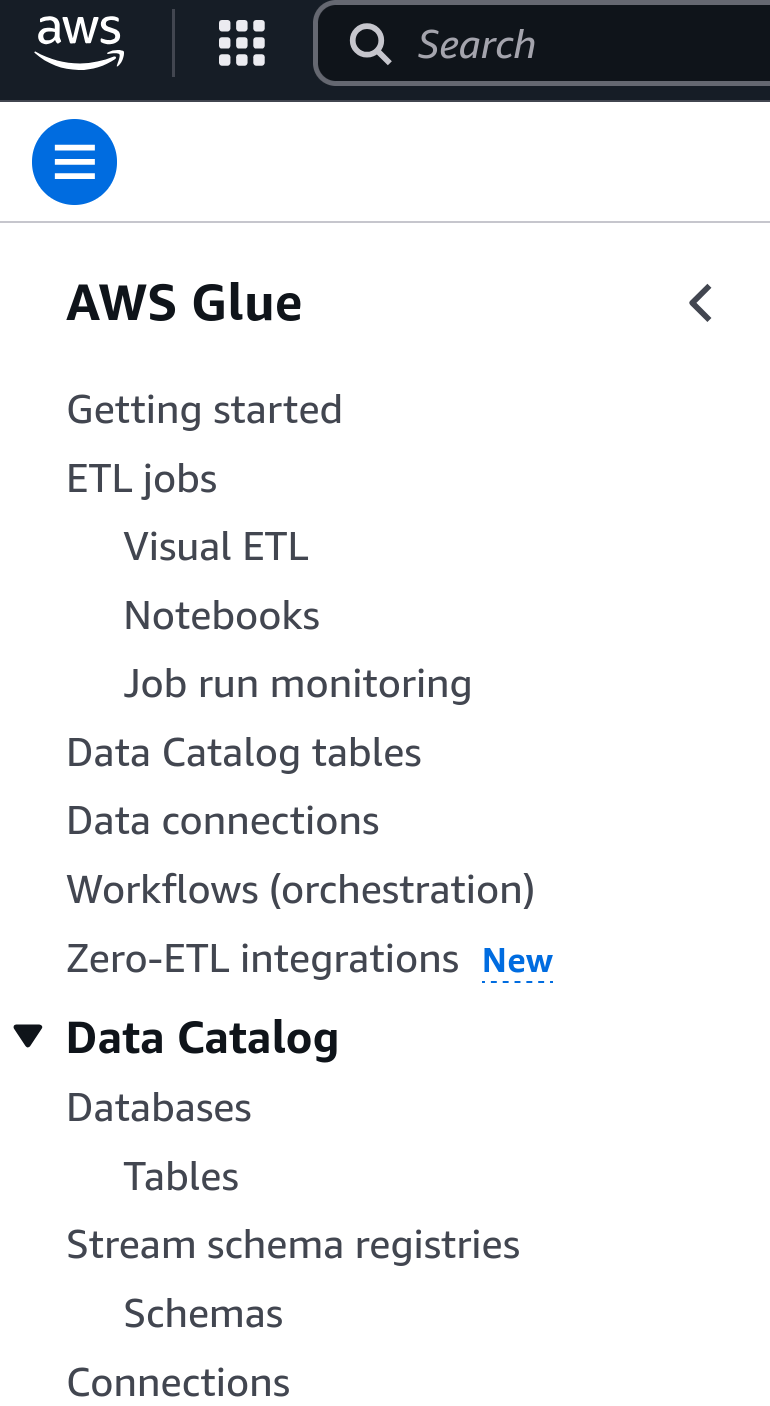 aws
Search
AWS Glue
Getting started
ETL jobs
Visual ETL
Notebooks
Job run monitoring
Data Catalog tables
Data connections
Workflows (orchestration)
Zero-ETL integrations New
Data Catalog
Databases
Tables
Stream schema registries
Schemas
Connections